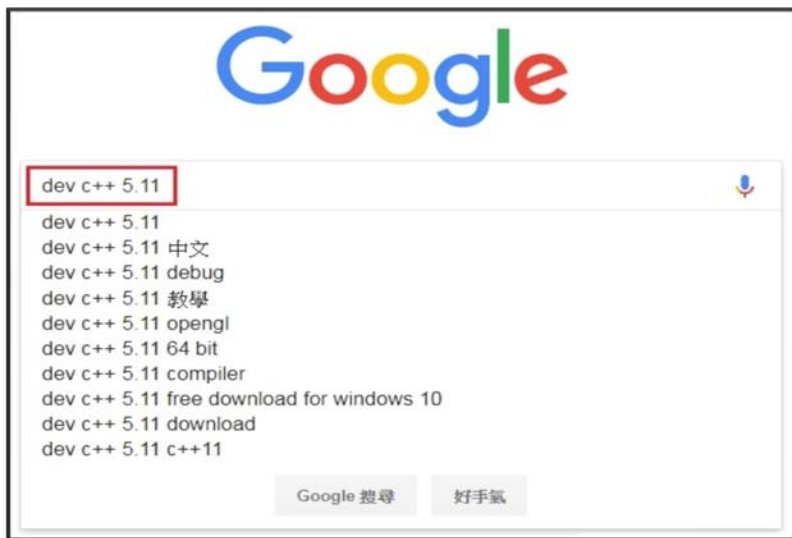 Google
dev c++ 5.11
dev c++ 5.11
dev c++ 5.11 中文
dev c++ 5.11 debug
dev c++ 5.11 教學
dev c++ 5.11 opengl
dev c++ 5.11 64 bit
dev c++ 5.11 compiler
dev c++ 5.11 free download for windows 10
dev c++ 5.11 download
dev c++ 5.11 c++11
Google 搜尋 好手氣